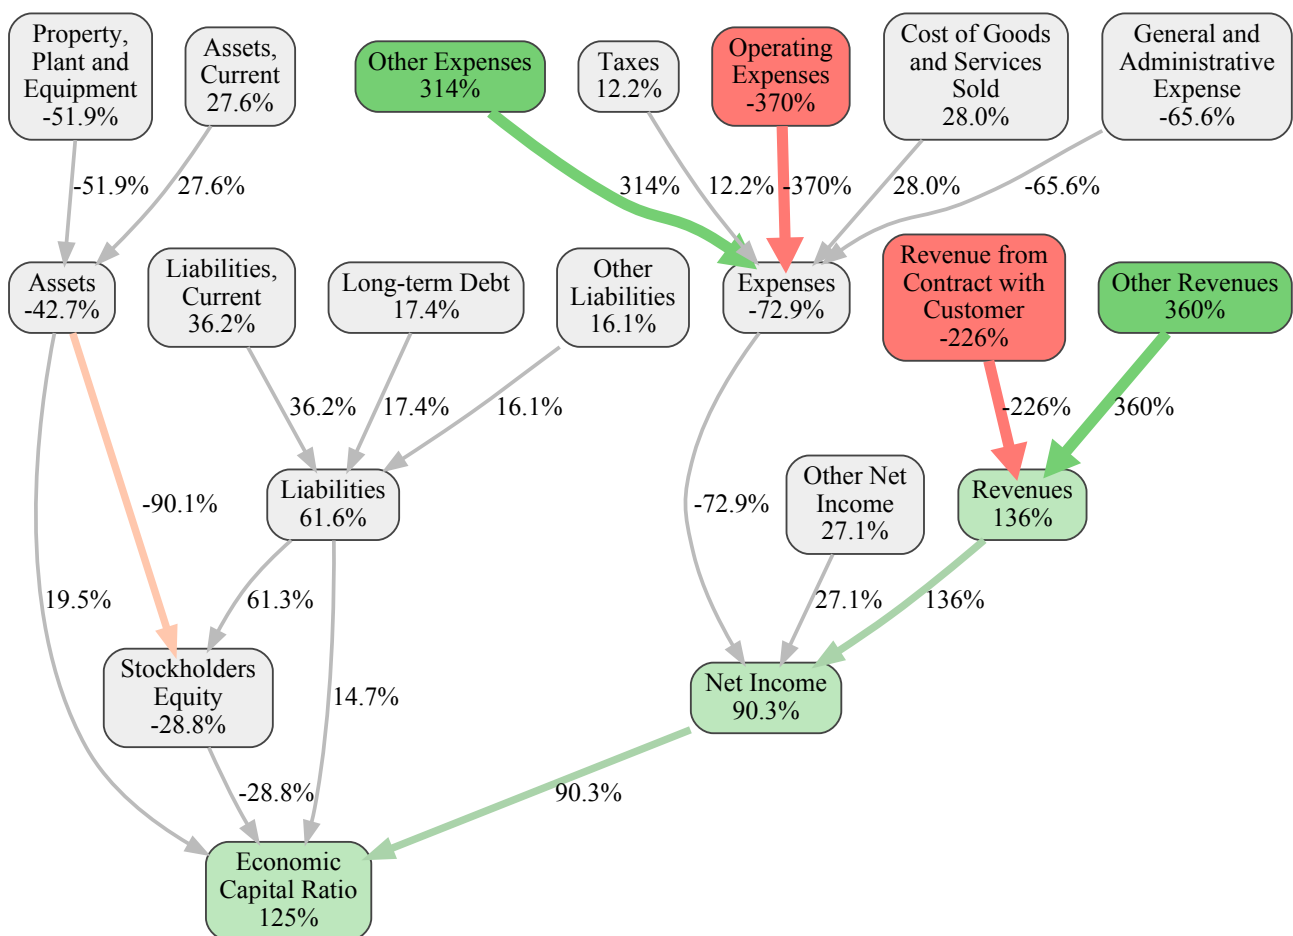 Property,
Plant and
Equipment
-51.9%
Assets,
Current
27.6%
Other Expenses
314%
Taxes
12.2%
Operating
Expenses
-370%
Cost of Goods
and Services
Sold
28.0%
General and
Administrative
Expense
-65.6%
-51.9%
27.6%
314%
12.2%
-370%
28.0%
-65.6%
Assets
-42.7%
Liabilities,
Current
36.2%
Long-term Debt
17.4%
Other
Liabilities
16.1%
Expenses
-72.9%
Revenue from
Contract with
Customer
-226%
Other Revenues
360%
36.2%
17.4%
16.1%
-226%
360%
-90.1%
Liabilities
61.6%
-72.9%
Other Net
Income
27.1%
Revenues
136%
19.5%
61.3%
27.1%
136%
Stockholders
Equity
-28.8%
14.7%
Net Income
90.3%
-28.8%
90.3%
Economic
Capital Ratio
125%